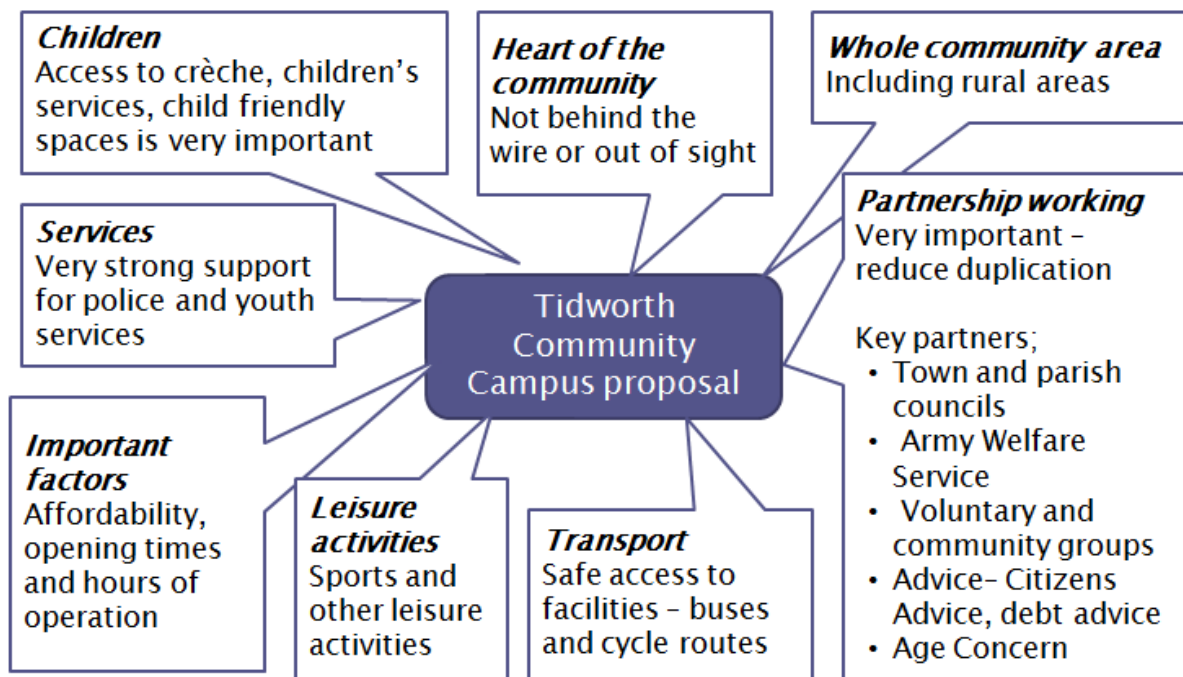 Children
Access to crèche, children's
services, child friendly
spaces is very important
Heart of the
community
Not behind the
wire or out of sight
Whole community area
Including rural areas
Services
Very strong support
for police and youth
services
Tidworth
Community
Campus proposal
Partnership working
Very important –
reduce duplication
Key partners;
• Town and parish
councils
• Army Welfare
Service
• Voluntary and
community groups
• Advice– Citizens
Advice, debt advice
• Age Concern
Important
factors
Affordability,
opening times
and hours of
operation
Leisure
activities
Sports and
other leisure
activities
Transport
Safe access to
facilities – buses
and cycle routes